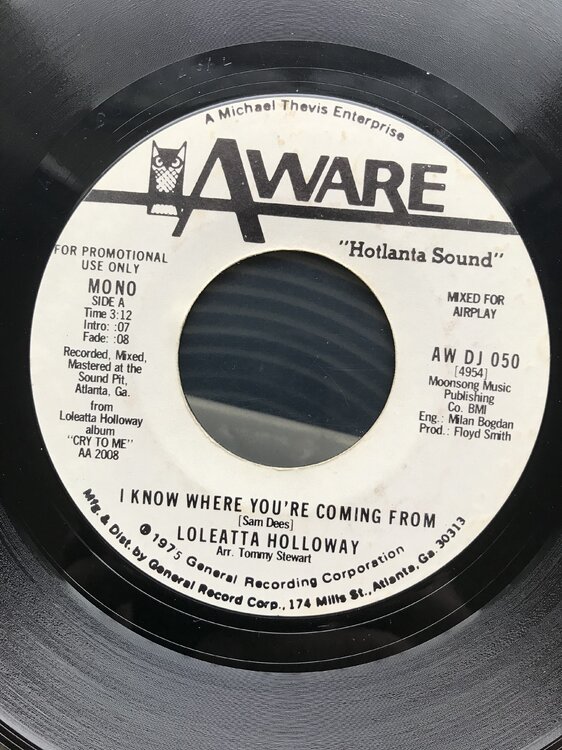 A Michael Thevis Enterprise
AWARE
"Hotlanta Sound"
FOR PROMOTIONAL
USE ONLY
MONO
SIDE A
Time 3:12
Intro: :07
Fade: :08
Recorded, Mixed,
Mastered at the
Sound Pit,
Atlanta, Ga.
from
Loleatta Holloway
album
"CRY TO ME"
AA 2008
MIXED FOR
AIRPLAY
AW DJ 050
[4954]
Moonsong Music
Publishing
Co. BMI
Eng.: Milan Bogdan
Prod.: Floyd Smith
I KNOW WHERE YOU'RE COMING FROM
[Sam Dees]
LOLEATTA HOLLOWAY
Arr. Tommy Stewart
℗ 1975 General Recording Corporation
Mfg. & Dist. by General Record Corp., 174 Mills St., Atlanta, Ga. 30313